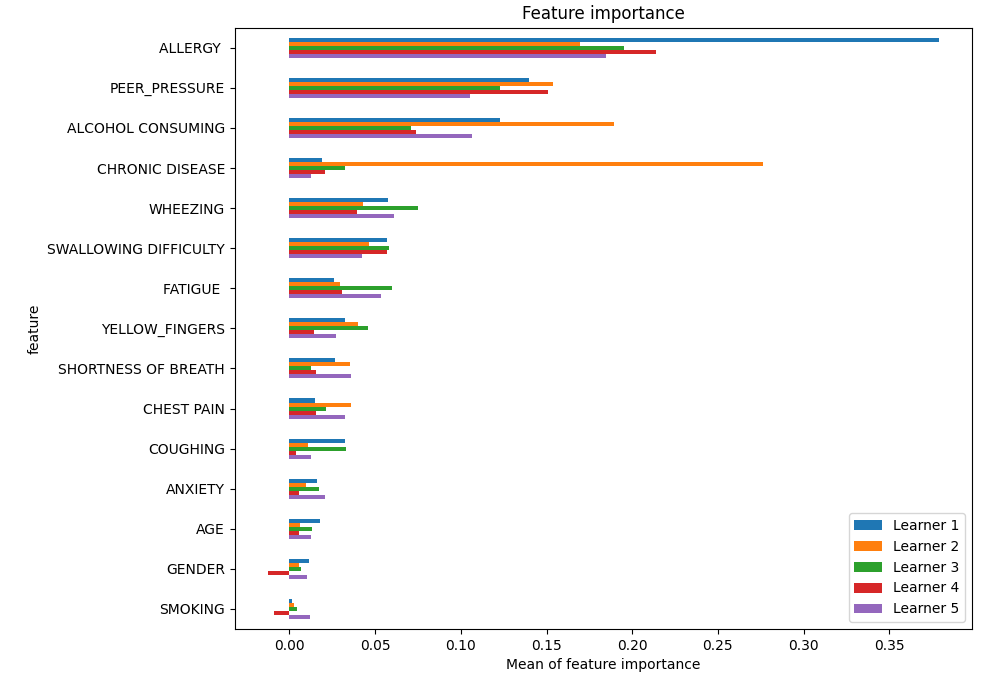 Feature importance
ALLERGY
PEER_PRESSURE
ALCOHOL CONSUMING
CHRONIC DISEASE
WHEEZING
SWALLOWING DIFFICULTY
FATIGUE
YELLOW_FINGERS
SHORTNESS OF BREATH
CHEST PAIN
COUGHING
ANXIETY
AGE
GENDER
SMOKING
feature
Learner 1
Learner 2
Learner 3
Learner 4
Learner 5
0.00 0.05 0.10 0.15 0.20 0.25 0.30 0.35
Mean of feature importance